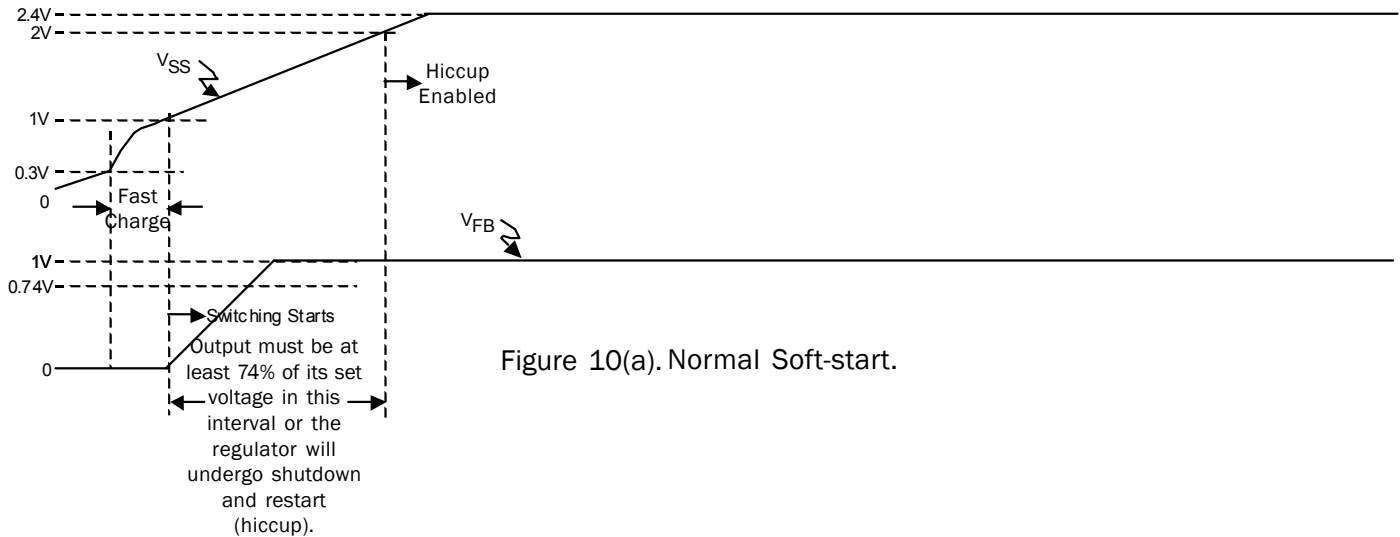 2.4V
2V
VSS
Hiccup
Enabled
1V
0.3V
0
Fast
Charge
VFB
1V
0.74V
Switching Starts
Output must be at
least 74% of its set
voltage in this
interval or the
regulator will
undergo shutdown
and restart
(hiccup).
0
Figure 10(a). Normal Soft-start.